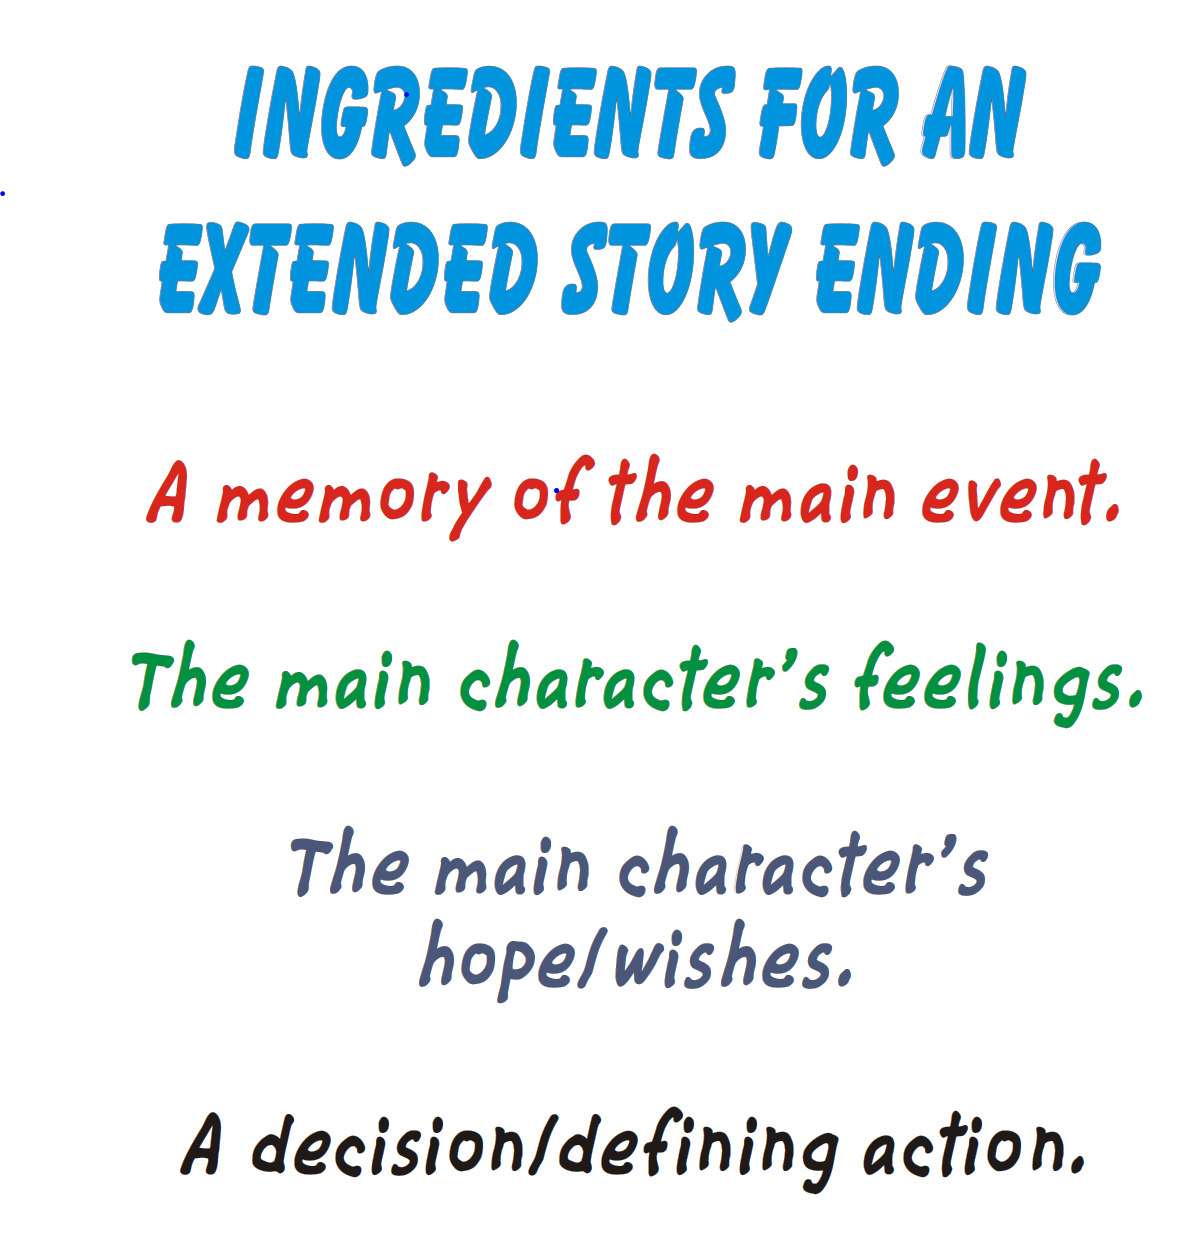 INGREDIENTS FOR AN
EXTENDED STORY ENDING
A memory of the main event.
The main character's feelings.
The main character's
hope/wishes.
A decision/defining action.